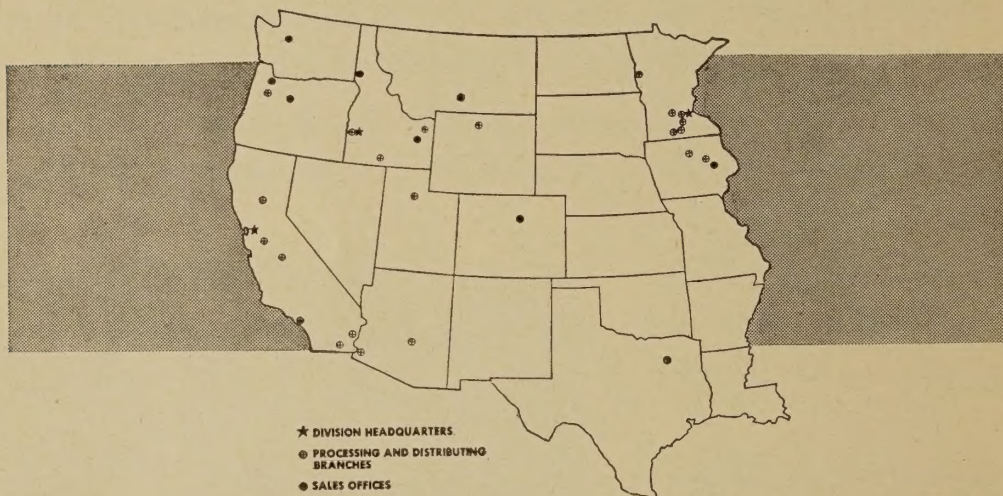 ★ DIVISION HEADQUARTERS
⊕ PROCESSING AND DISTRIBUTING
BRANCHES
● SALES OFFICES